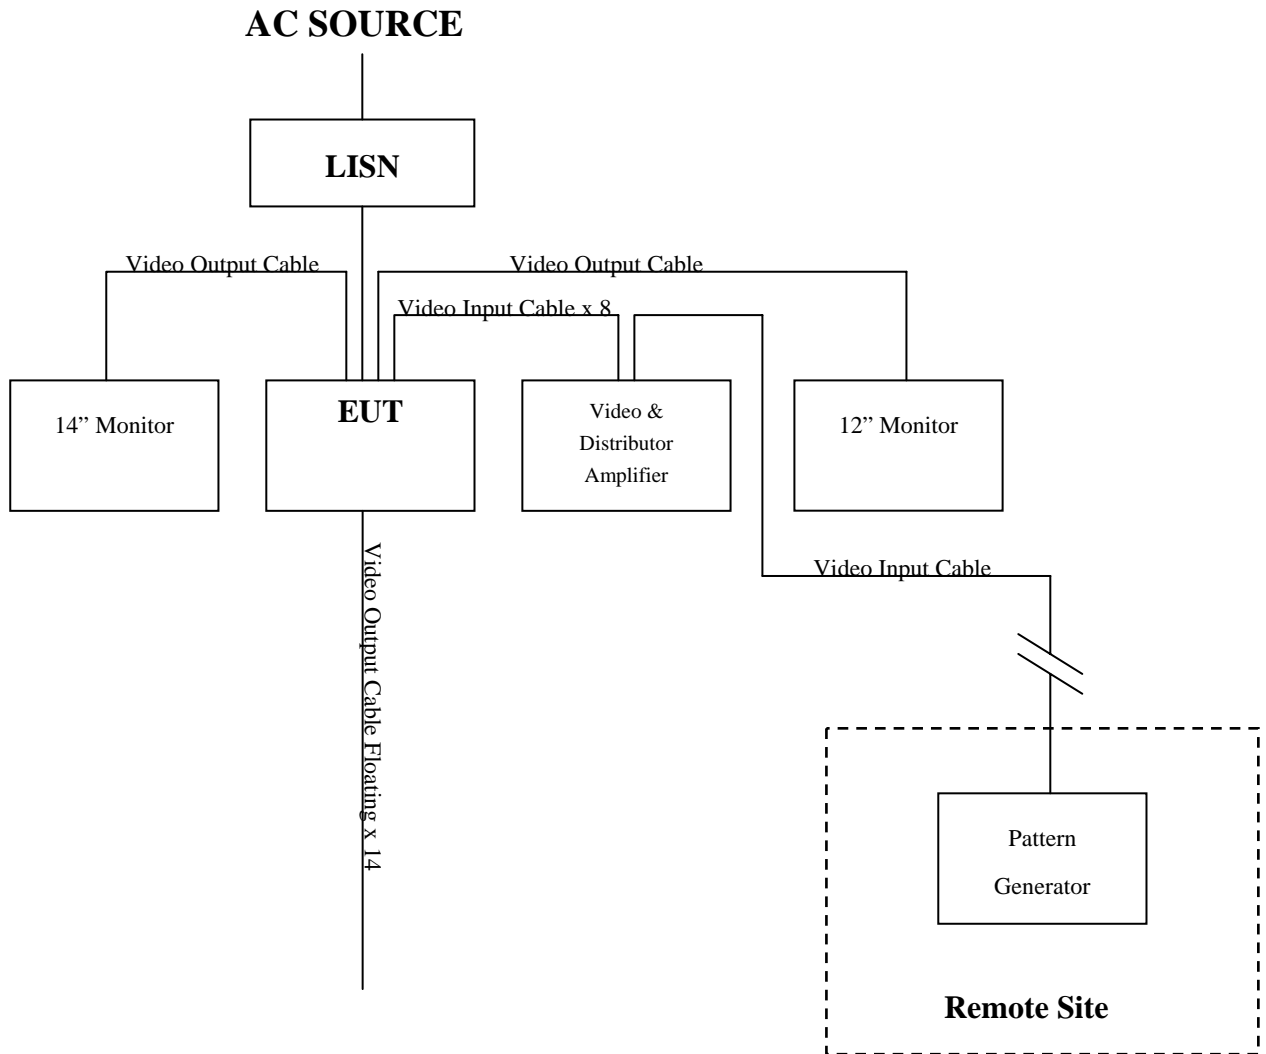 AC SOURCE
LISN
Video Output Cable
Video Output Cable
Video Input Cable x 8
14” Monitor
EUT
Video &
Distributor
Amplifier
12” Monitor
Video Output Cable Floating x 14
Video Input Cable
Pattern
Generator
Remote Site